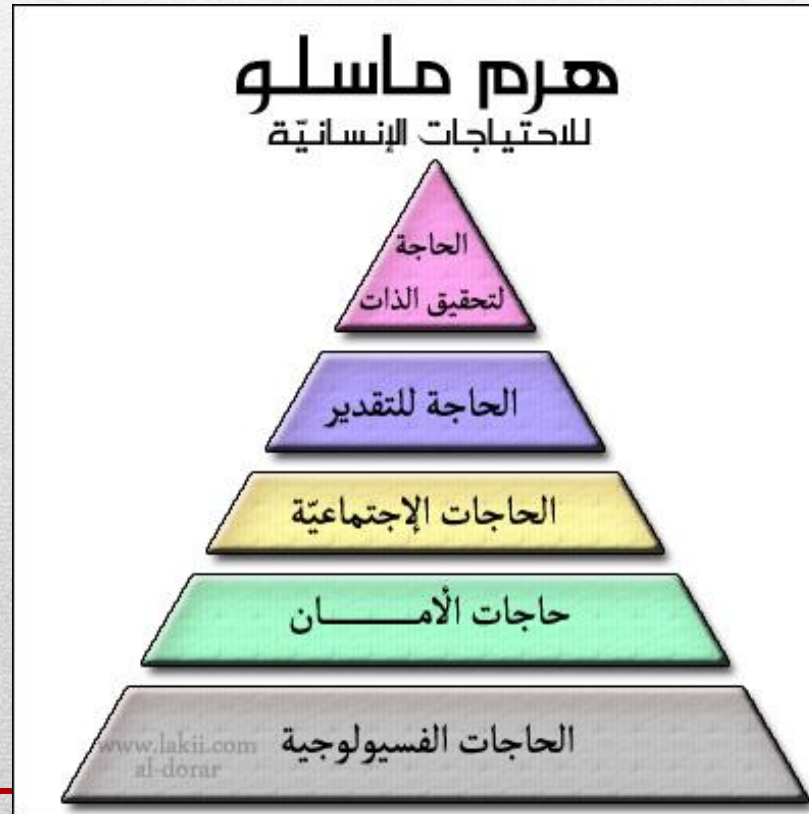 هرم ماسلو
للاحتياجات الإنسانيّة
الحاجة
لتحقيق الذات
الحاجة للتقدير
الحاجات الإجتماعيّة
حاجات الأمـــــــان
الحاجات الفسيولوجية
www.lakii.com
al-dorar